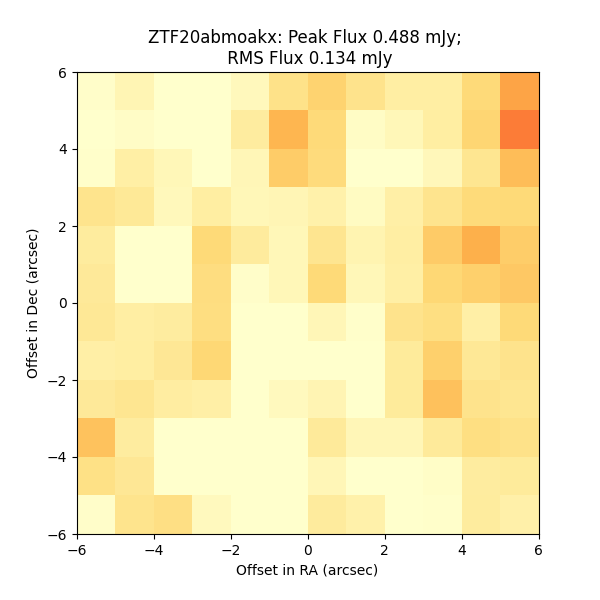 ZTF20abmoakx: Peak Flux 0.488 mJy;
RMS Flux 0.134 mJy
6
4
2
0
−2
−4
−6
Offset in Dec (arcsec)
−6 −4 −2 0 2 4 6
Offset in RA (arcsec)